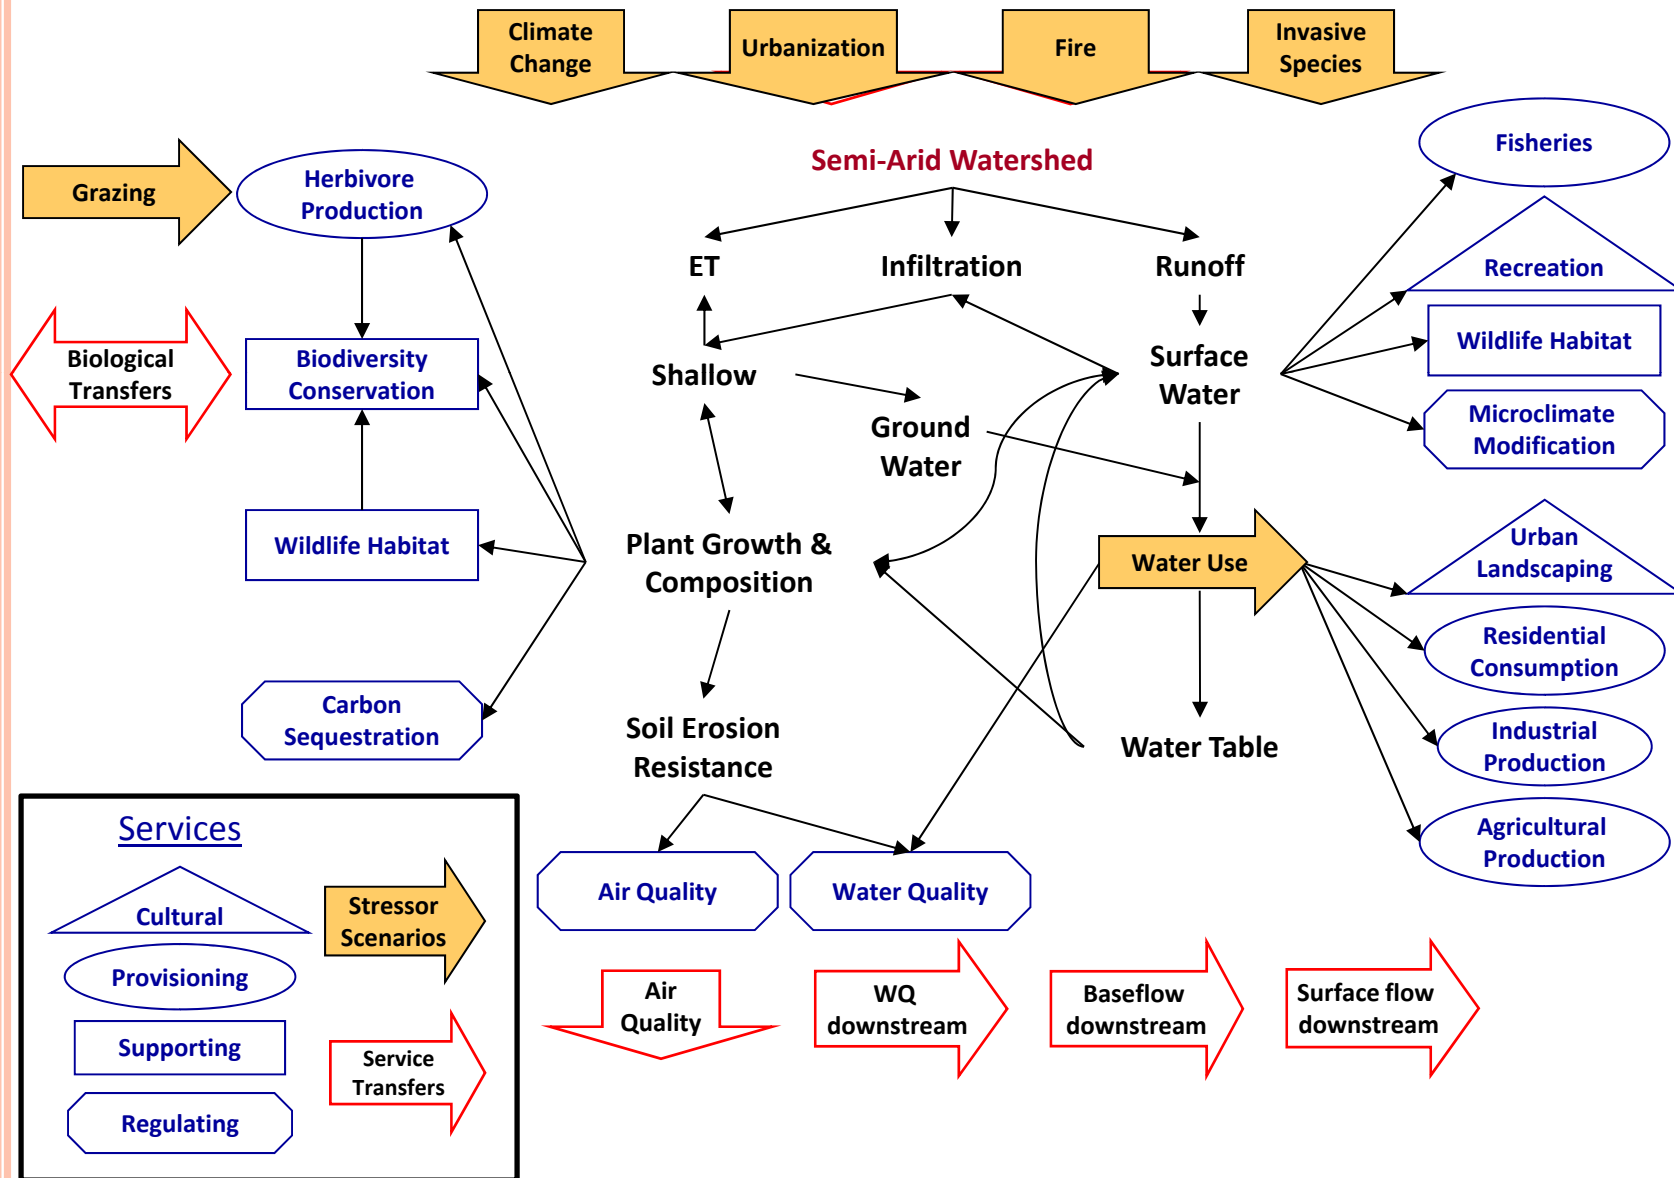 Climate
Change
Urbanization
Fire
Invasive
Species
Grazing
Herbivore
Production
Semi-Arid Watershed
Fisheries
ET
Infiltration
Runoff
Recreation
Biological
Transfers
Biodiversity
Conservation
Shallow
Surface
Water
Wildlife Habitat
Ground
Water
Microclimate
Modification
Wildlife Habitat
Plant Growth &
Composition
Water Use
Urban
Landscaping
Residential
Consumption
Carbon
Sequestration
Soil Erosion
Resistance
Water Table
Industrial
Production
Agricultural
Production
Air Quality
Water Quality
Services
Cultural
Provisioning
Supporting
Regulating
Stressor
Scenarios
Service
Transfers
Air
Quality
WQ
downstream
Baseflow
downstream
Surface flow
downstream